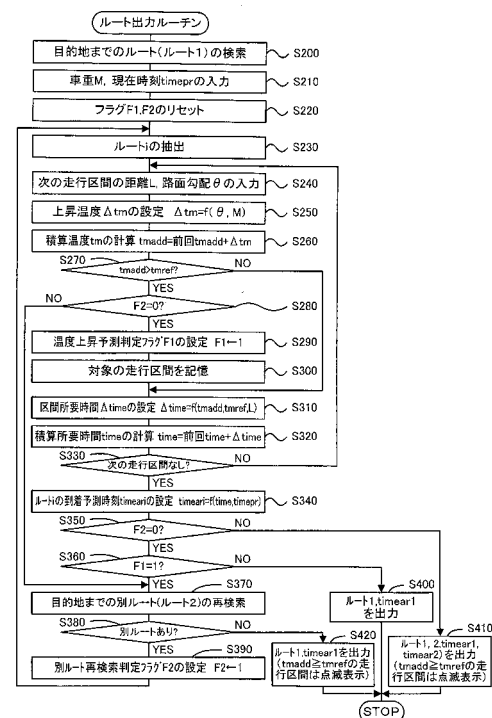 ルート出力ルーチン
目的地までのルート(ルート1)の検索
S200
車重M, 現在時刻timeprの入力
S210
フラグF1,F2のリセット
S220
ルートiの抽出
S230
次の走行区間の距離L, 路面勾配θの入力
S240
上昇温度Δtmの設定 Δtm=f(θ,M)
S250
積算温度tmの計算 tmadd=前回tmadd+Δtm
S260
S270
tmadd>tmref?
NO
YES
NO
F2=0?
S280
YES
温度上昇予測判定フラグF1の設定 F1←1
S290
対象の走行区間を記憶
S300
区間所要時間Δtimeの設定 Δtime=f(tmadd,tmref,L)
S310
積算所要時間timeの計算 time=前回time+Δtime
S320
S330
次の走行区間なし?
NO
YES
ルートiの到着予測時刻timeariの設定 timeari=f(time,timepr)
S340
S350
F2=0?
NO
YES
S360
F1=1?
NO
YES
S370
目的地までの別ルート(ルート2)の再検索
S400
ルート1,timear1
を出力
S380
別ルートあり?
NO
YES
S390
別ルート再検索判定フラグF2の設定 F2←1
S420
ルート1,timear1を出力
(tmadd≧tmrefの走
行区間は点滅表示)
S410
ルート1, 2,timear1,
timear2)を出力
(tmadd≧tmrefの走
行区間は点滅表示)
STOP